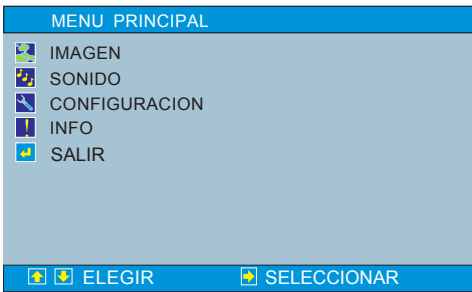 MENU PRINCIPAL
IMAGEN
SONIDO
CONFIGURACION
INFO
SALIR
ELEGIR SELECCIONAR